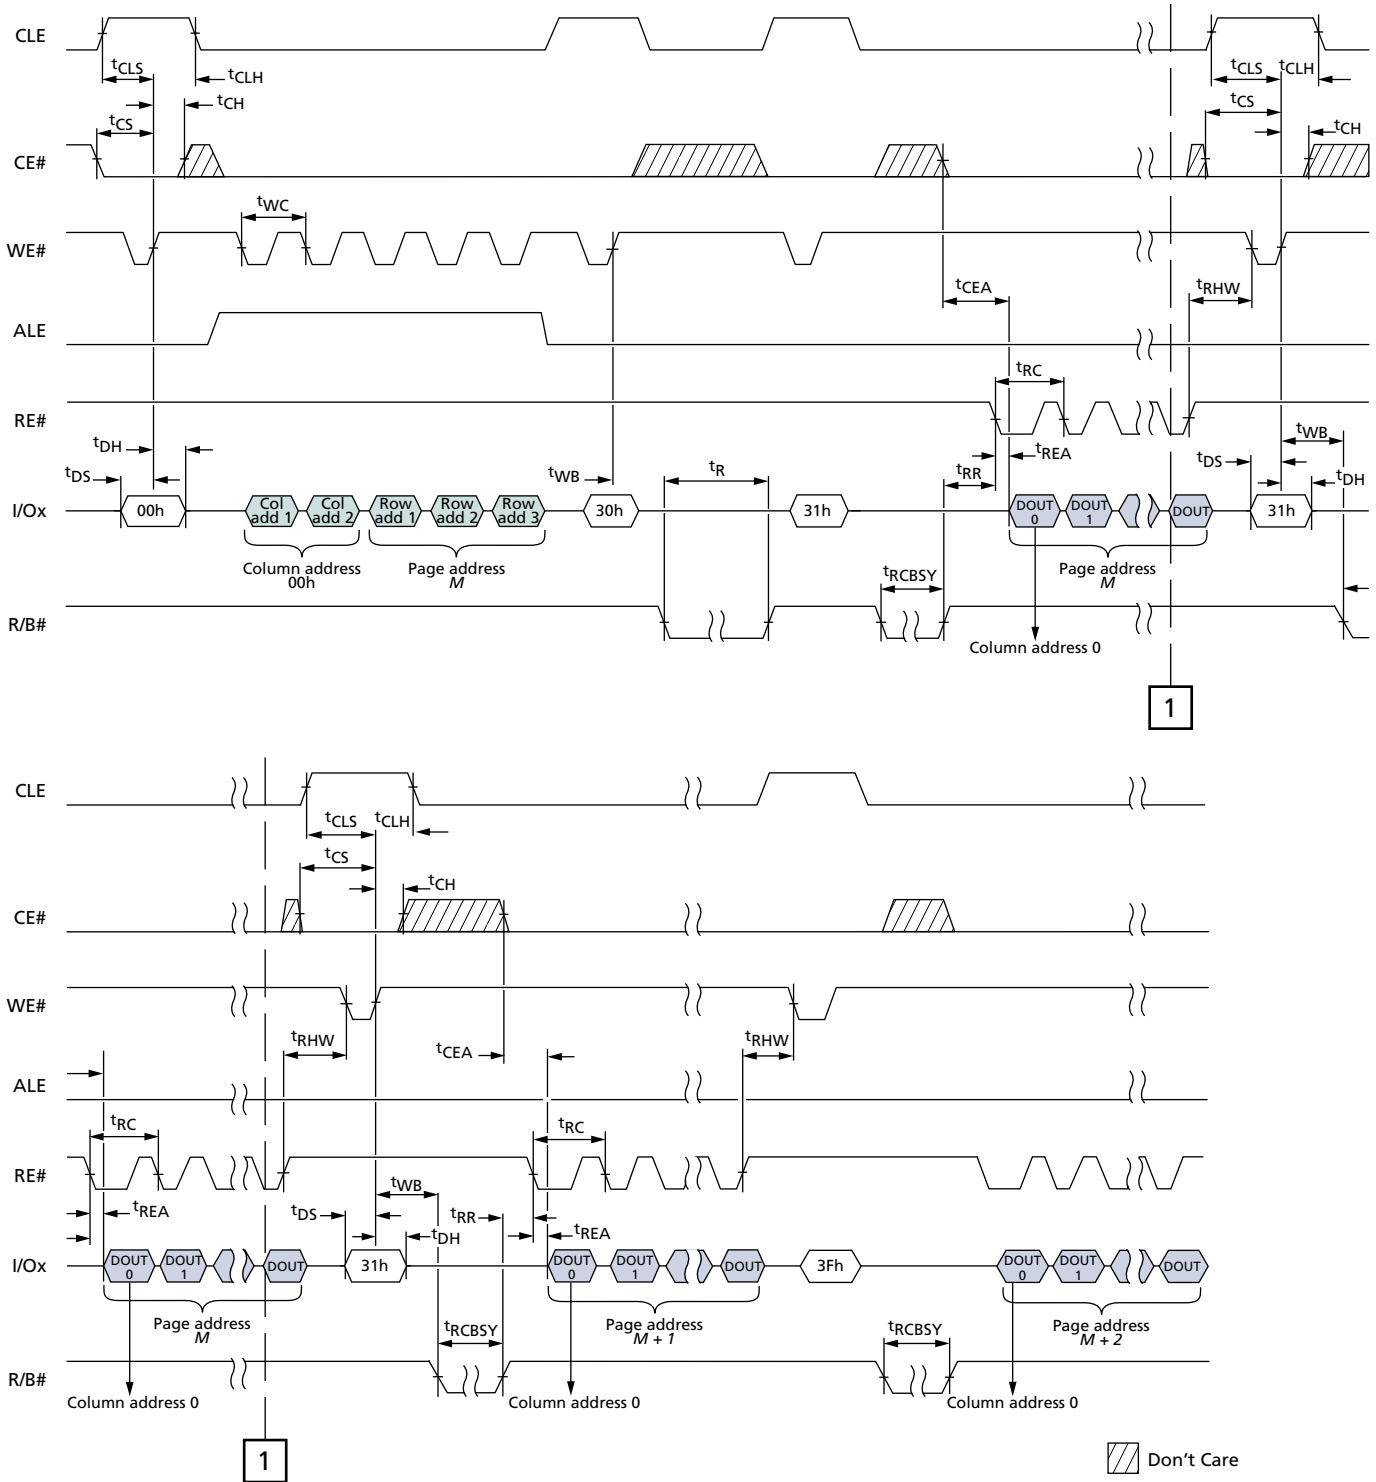 CLE
tCLS
tCLH
tCLS
tCLH
tCH
tCS
tCS
tCH
CE#
tWC
WE#
tCEA
tRHW
ALE
tRC
RE#
tDH
tWB
tREA
tDS
tWB
tR
tRR
tDS
tDH
I/Ox
00h
Col add 1
Col add 2
Row add 1
Row add 2
Row add 3
30h
31h
DOUT 0
DOUT 1
DOUT
31h
Column address 00h
Page address M
Page address M
tRCBSY
R/B#
Column address 0
1
CLE
tCLS
tCLH
tCS
tCH
CE#
WE#
tRHW
tCEA
tRHW
ALE
tRC
tRC
RE#
tWB
tREA
tDS
tRR
tDH
tREA
I/Ox
DOUT 0
DOUT 1
DOUT
31h
DOUT 0
DOUT 1
DOUT
3Fh
DOUT 0
DOUT 1
DOUT
Page address M
Page address M + 1
Page address M + 2
tRCBSY
tRCBSY
R/B#
Column address 0
Column address 0
Column address 0
1
Don't Care